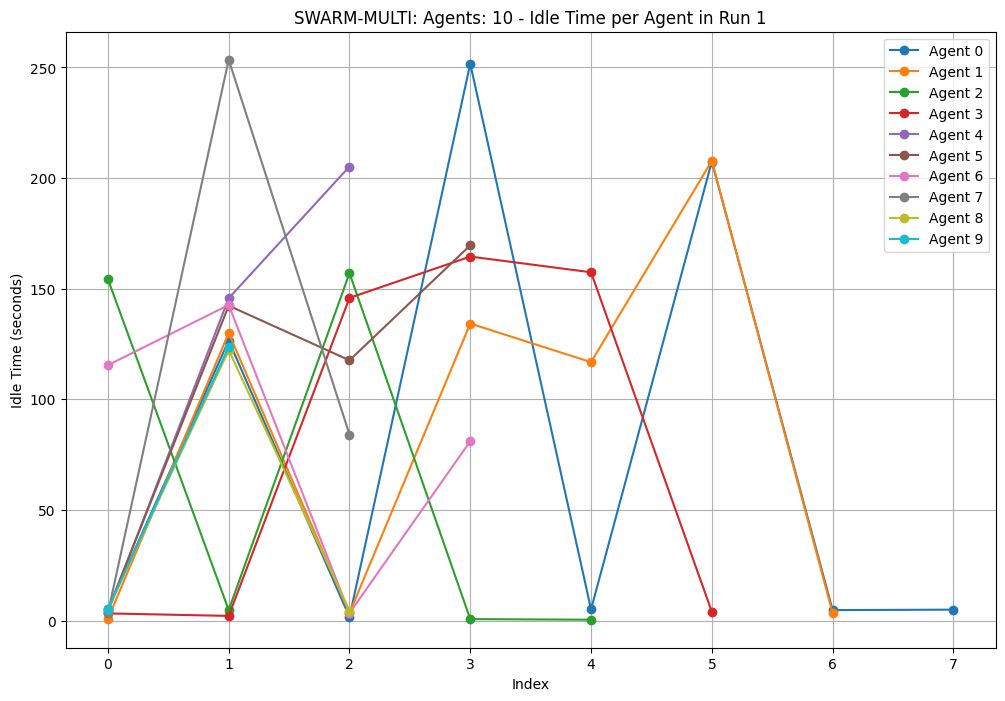 SWARM-MULTI: Agents: 10 - Idle Time per Agent in Run 1
Idle Time (seconds)
250
200
150
100
50
0
0 1 2 3 4 5 6 7
Index
Agent 0
Agent 1
Agent 2
Agent 3
Agent 4
Agent 5
Agent 6
Agent 7
Agent 8
Agent 9